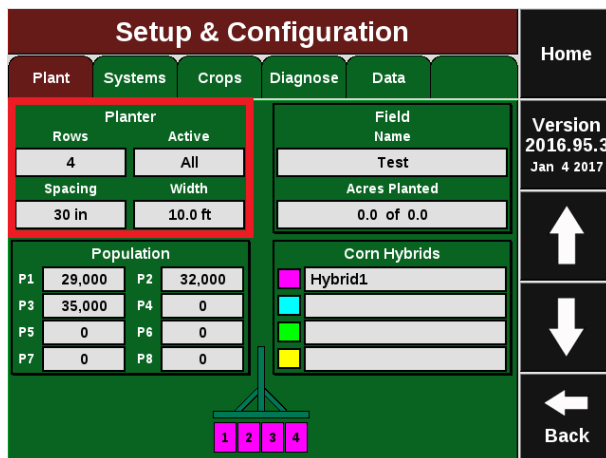 Setup & Configuration
Home
Plant Systems Crops Diagnose Data
Planter
Rows Active
4 All
Spacing Width
30 in 10.0 ft
Field
Name
Test
Acres Planted
0.0 of 0.0
Version
2016.95.3
Jan 4 2017
Population
P1 29,000 P2 32,000
P3 35,000 P4 0
P5 0 P6 0
P7 0 P8 0
Corn Hybrids
Hybrid1
1 2 3 4
Back